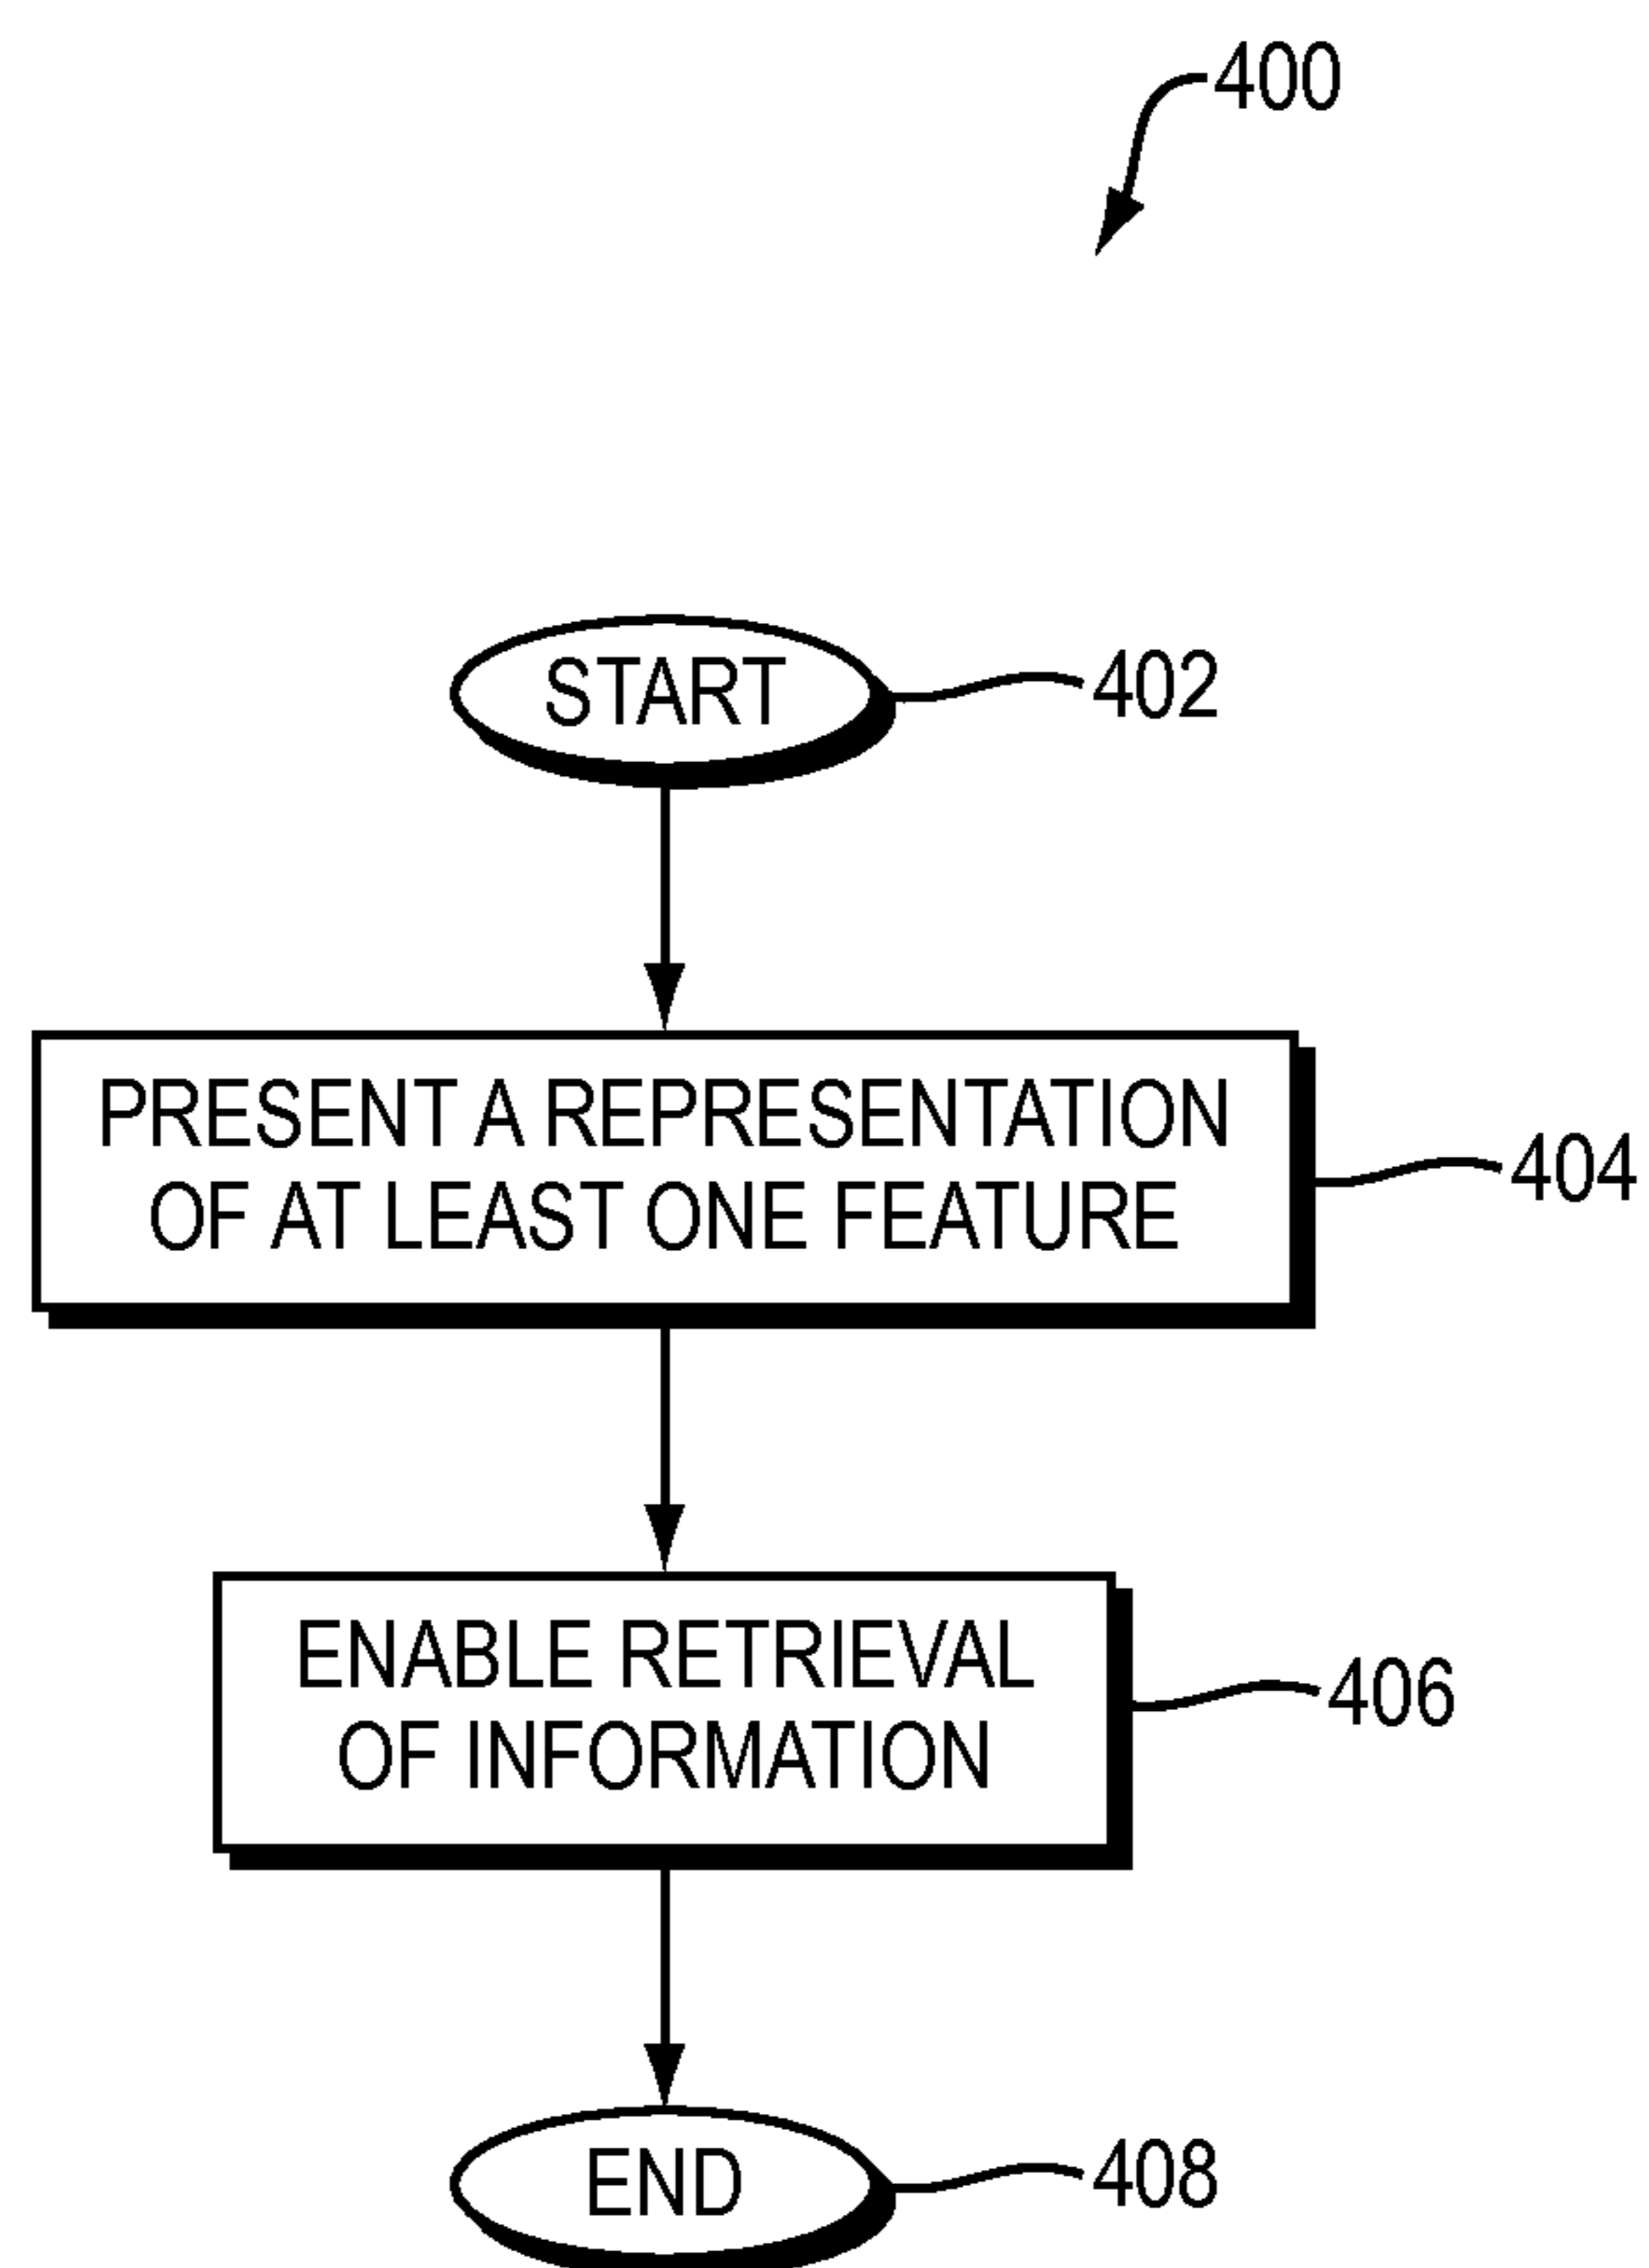 400
START
402
PRESENT A REPRESENTATION
OF AT LEAST ONE FEATURE
404
ENABLE RETRIEVAL
OF INFORMATION
406
END
408